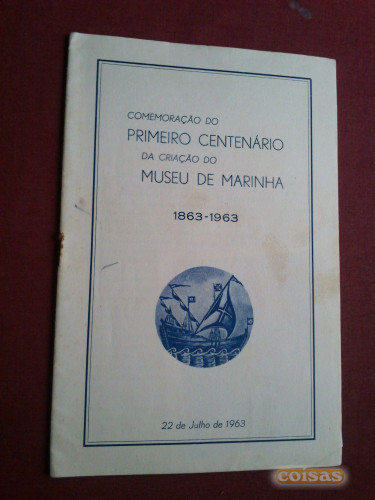 COMEMORAÇÃO DO
PRIMEIRO CENTENÁRIO
DA CRIAÇÃO DO
MUSEU DE MARINHA
1863-1963
22 de Julho de 1963
coisas